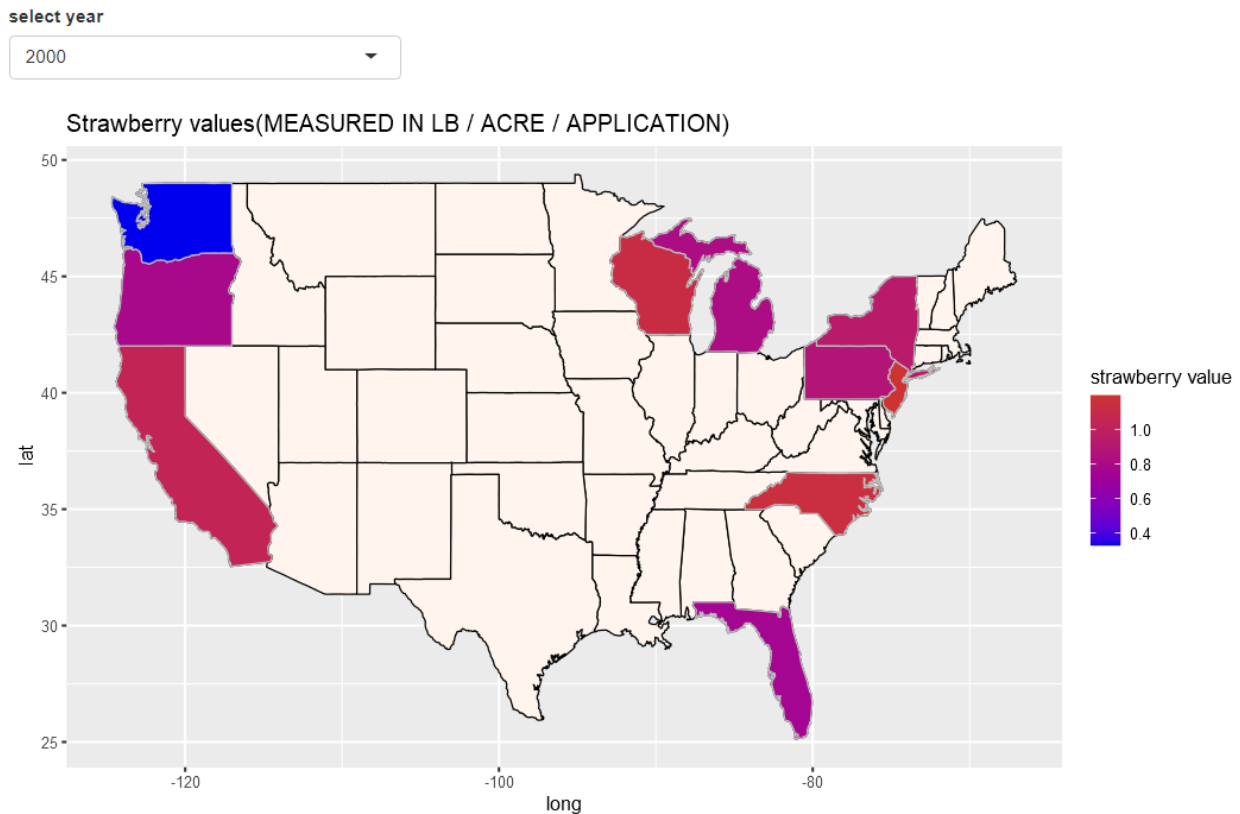 select year
2000
Strawberry values(MEASURED IN LB / ACRE / APPLICATION)
50
45
40
35
30
25
lat
-120
-100
-80
long
strawberry value
1.0
0.8
0.6
0.4